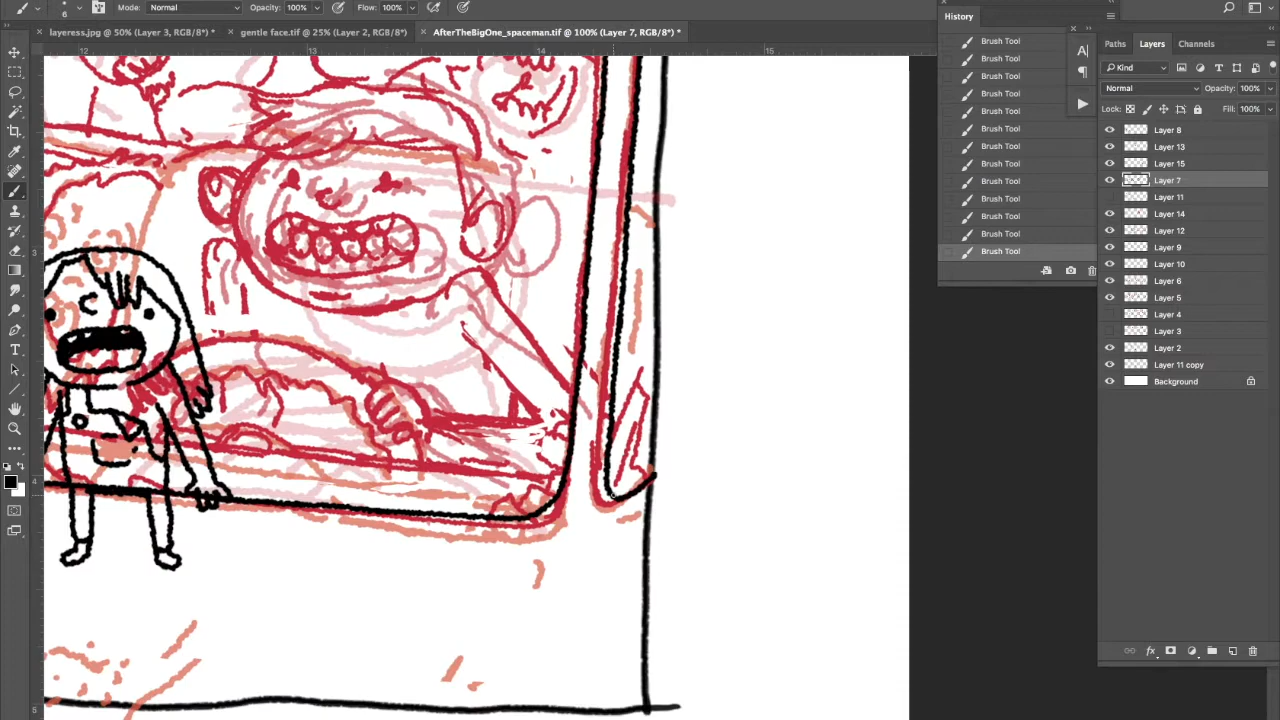 6 Mode: Normal Opacity: 100% Flow: 100%
layeress.jpg @ 50% (Layer 3, RGB/8*) * gentle face.tif @ 25% (Layer 2, RGB/8*) AfterTheBigOne_spaceman.tif @ 100% (Layer 7, RGB/8*) *
12 13 14 15
3
4
5
History
Brush Tool
Brush Tool
Brush Tool
Brush Tool
Brush Tool
Brush Tool
Brush Tool
Brush Tool
Brush Tool
Brush Tool
Brush Tool
Brush Tool
Brush Tool
Paths Layers Channels
Kind
Normal Opacity: 100%
Lock: Fill: 100%
Layer 8
Layer 13
Layer 15
Layer 7
Layer 11
Layer 14
Layer 12
Layer 9
Layer 10
Layer 6
Layer 5
Layer 4
Layer 3
Layer 2
Layer 11 copy
Background
fx